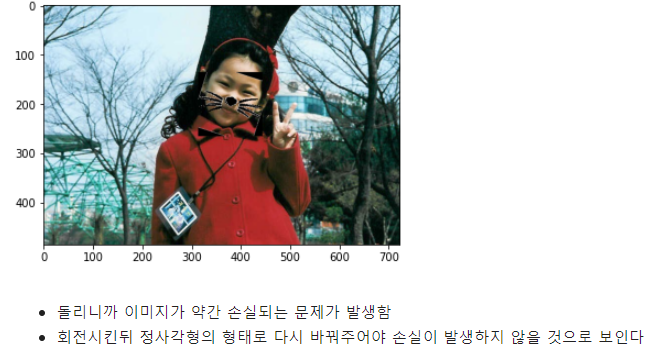 0
100
200
300
400
0 100 200 300 400 500 600 700
돌리니까 이미지가 약간 손실되는 문제가 발생함
회전시킨뒤 정사각형의 형태로 다시 바꿔주어야 손실이 발생하지 않을 것으로 보인다